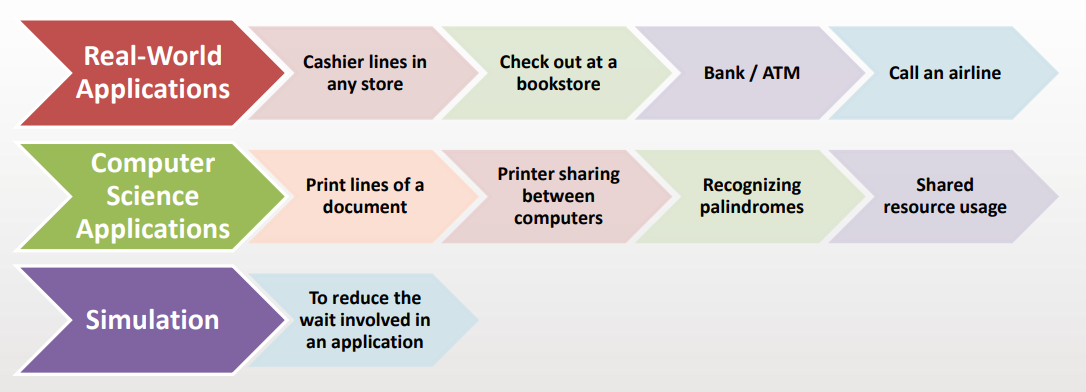 Real-World
Applications
Cashier lines in
any store
Check out at a
bookstore
Bank / ATM
Call an airline
Computer
Science
Applications
Print lines of a
document
Printer sharing
between
computers
Recognizing
palindromes
Shared
resource usage
Simulation
To reduce the
wait involved in
an application